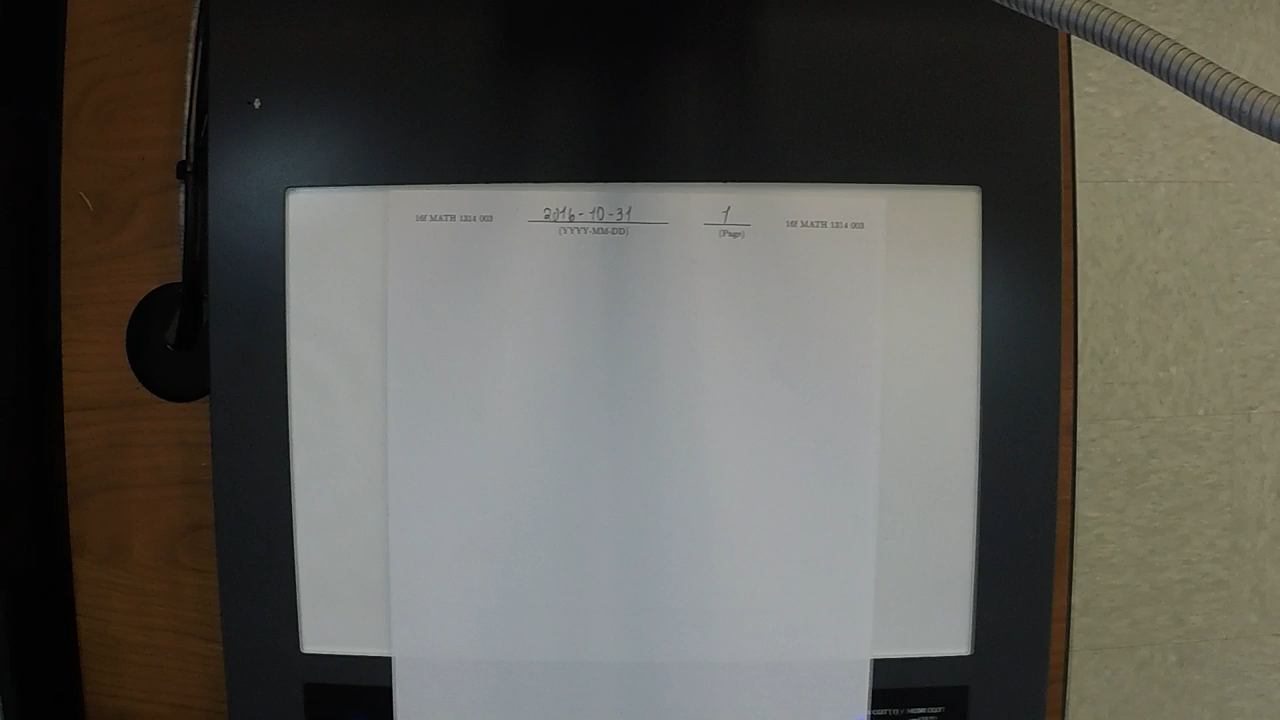 16f MATH 1314 003 2016-10-31 1 16f MATH 1314 003
(YYYY-MM-DD) (Page)